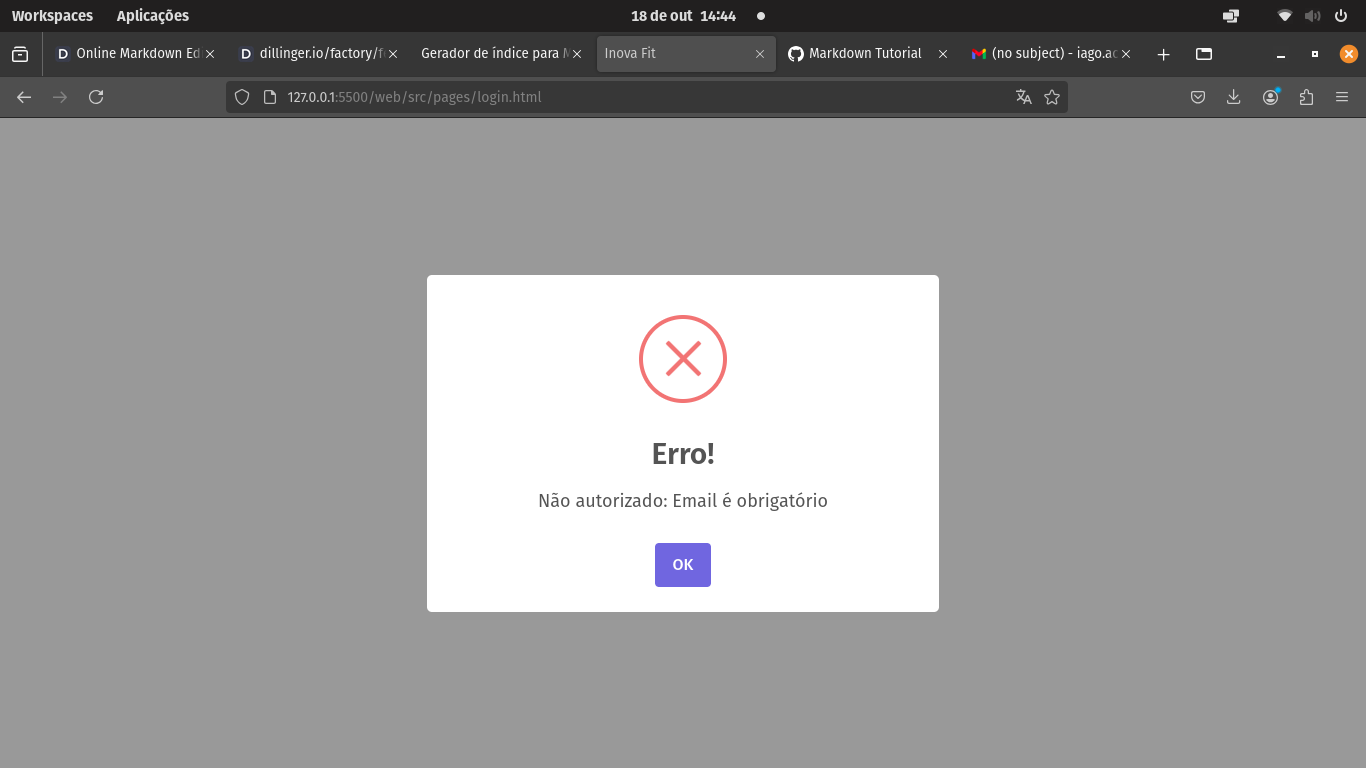 Workspaces Aplicações 18 de out 14:44
Online Markdown Ed dillinger.io/factory/f Gerador de índice para Inova Fit Markdown Tutorial (no subject) - iago.ac
127.0.0.1:5500/web/src/pages/login.html
Erro!
Não autorizado: Email é obrigatório
OK